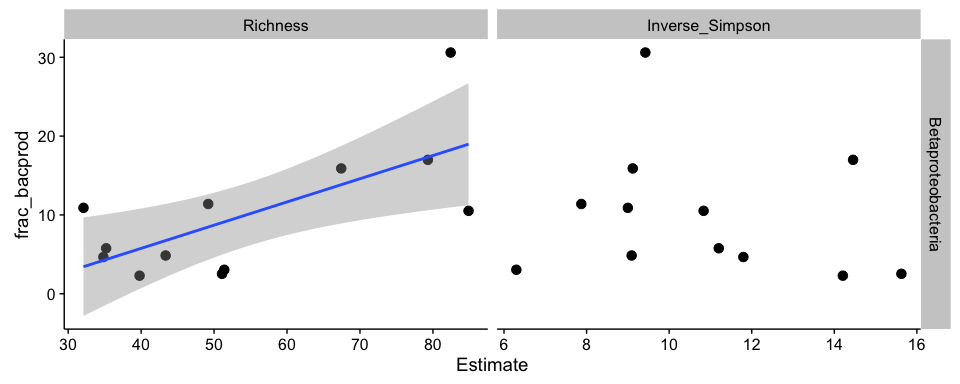 Richness
Inverse_Simpson
frac_bacprod
30
20
10
0
Betaproteobacteria
30 40 50 60 70 80
6 8 10 12 14 16
Estimate